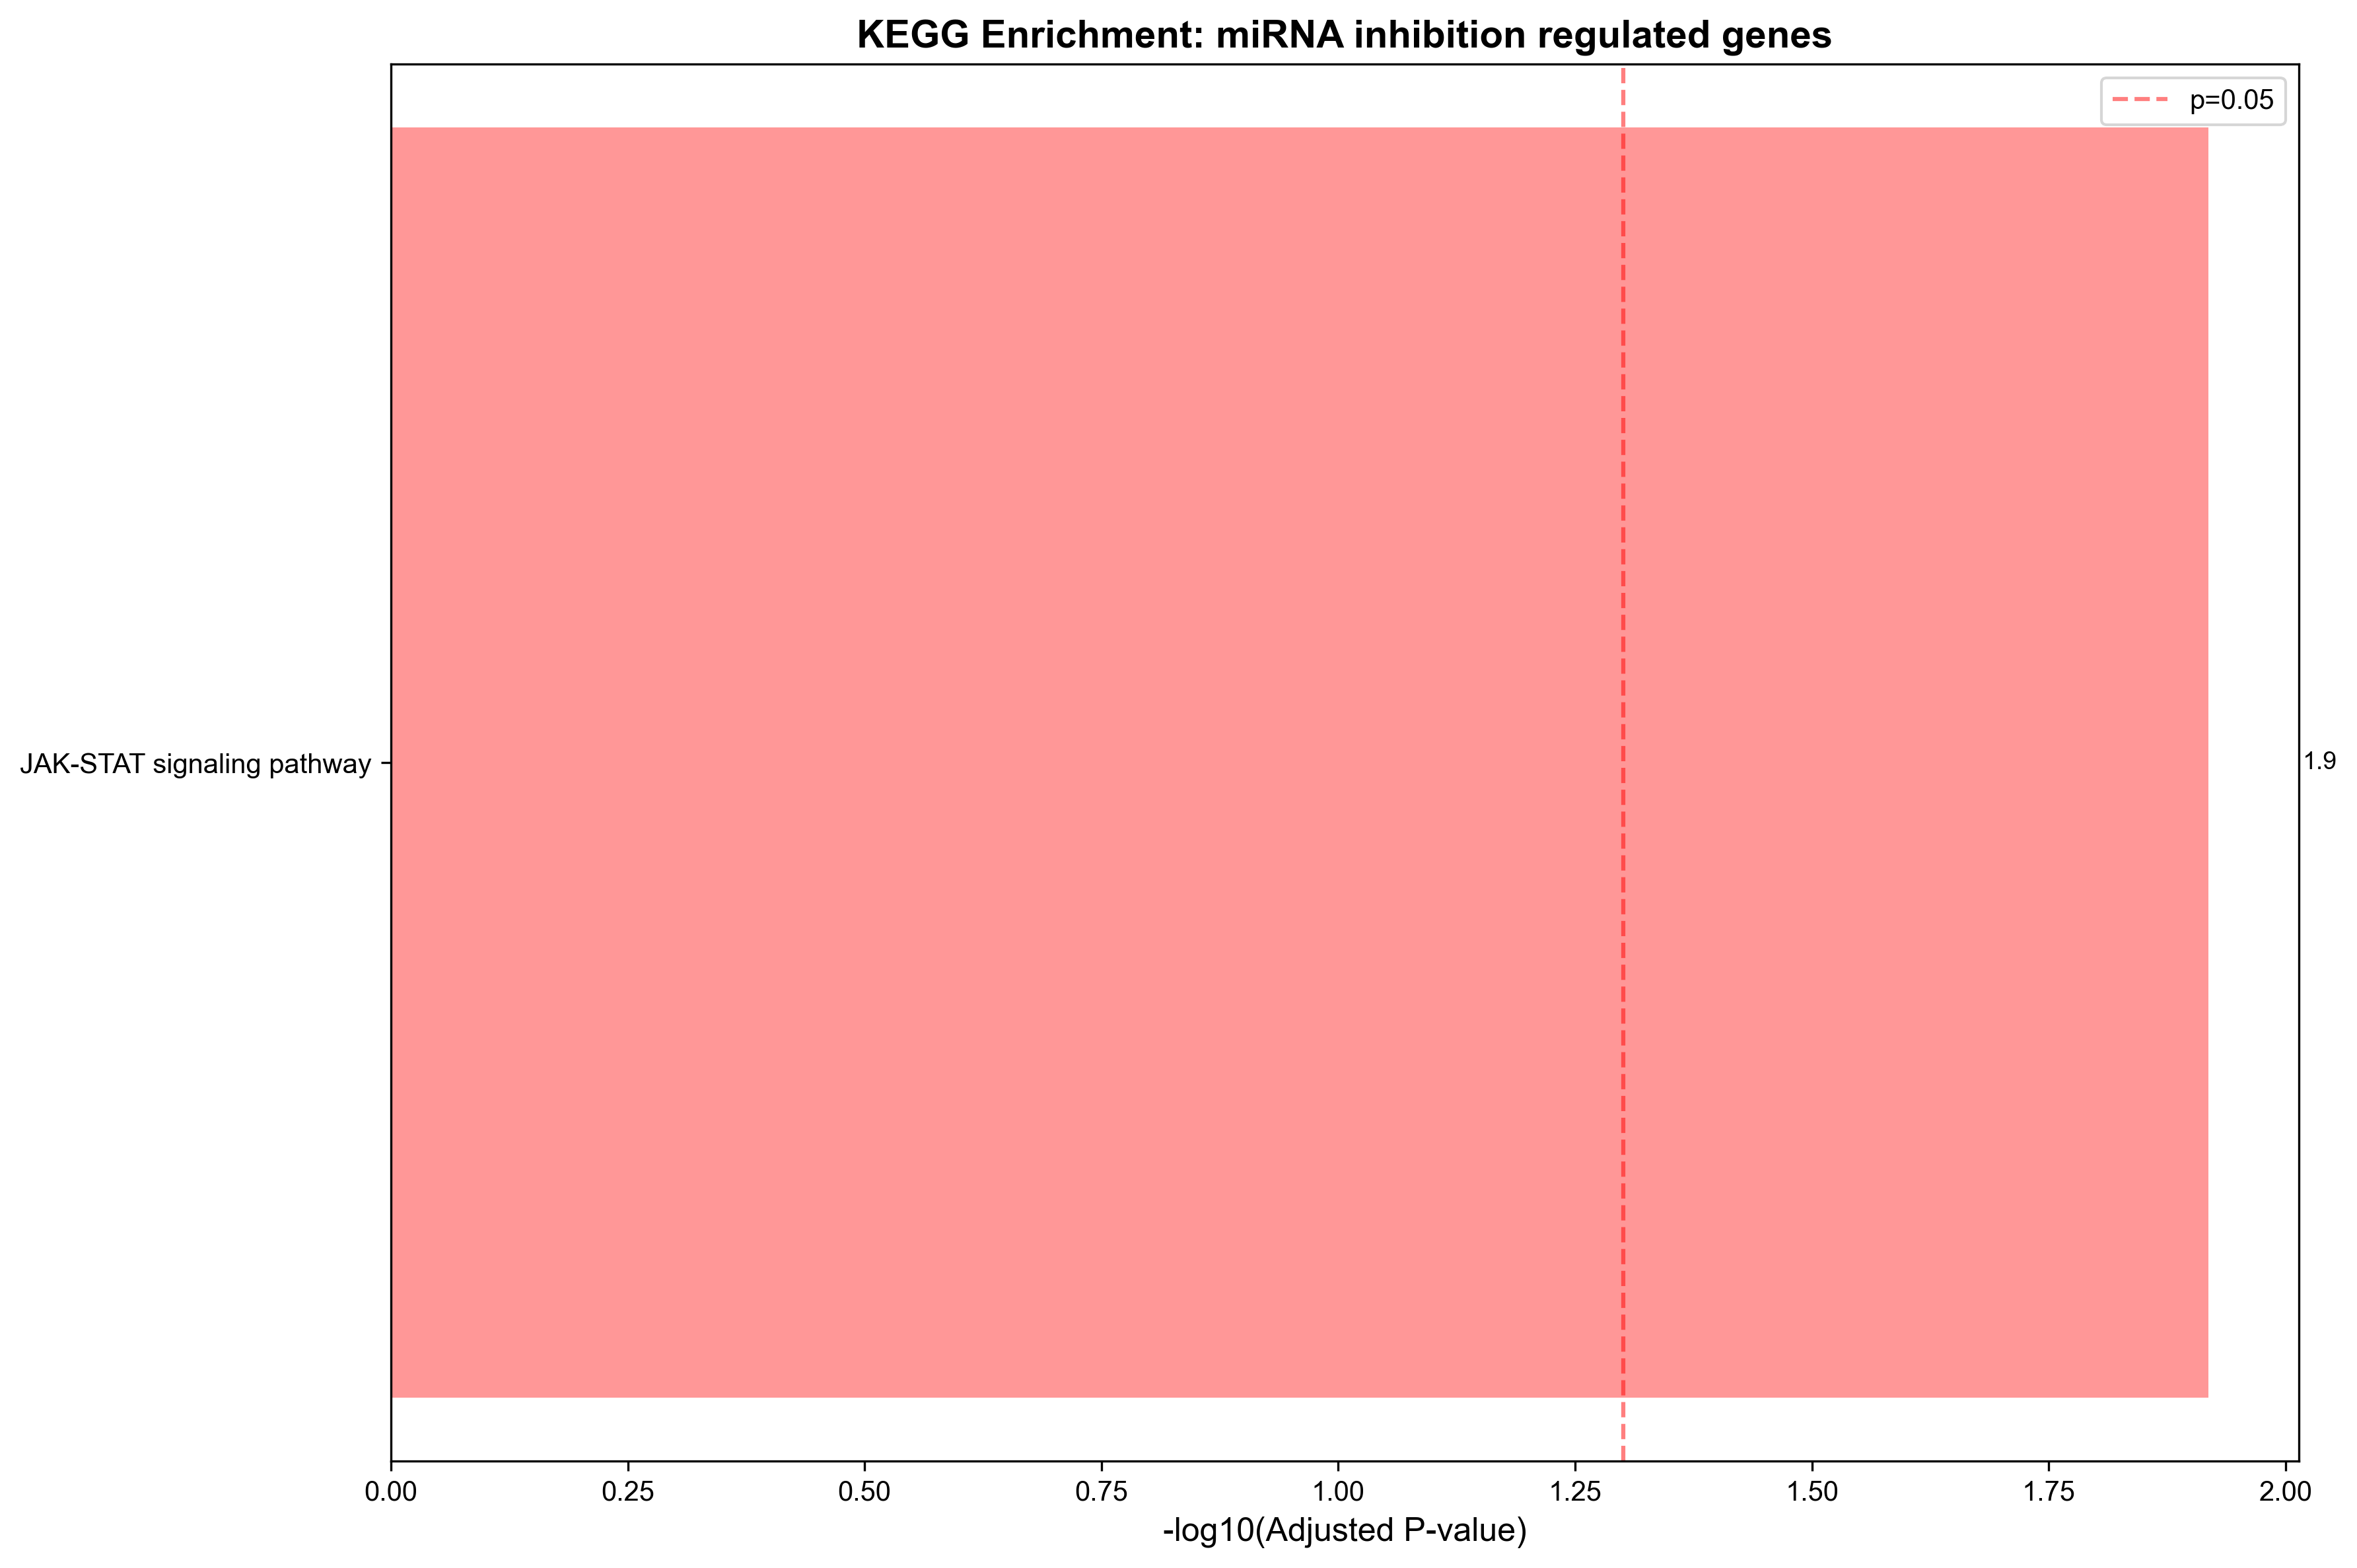 KEGG Enrichment: miRNA inhibition regulated genes
p=0.05
JAK-STAT signaling pathway
1.9
0.00 0.25 0.50 0.75 1.00 1.25 1.50 1.75 2.00
-log10(Adjusted P-value)